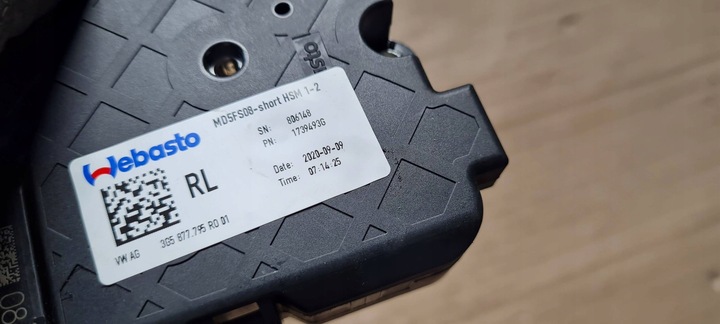 Webasto
MD5FS08-short HSM 1-2
SN: 806148
PN: 1739493G
RL
Date: 2020-09-09
Time: 07.14.25
VW AG 3G5 877.795 RO 01